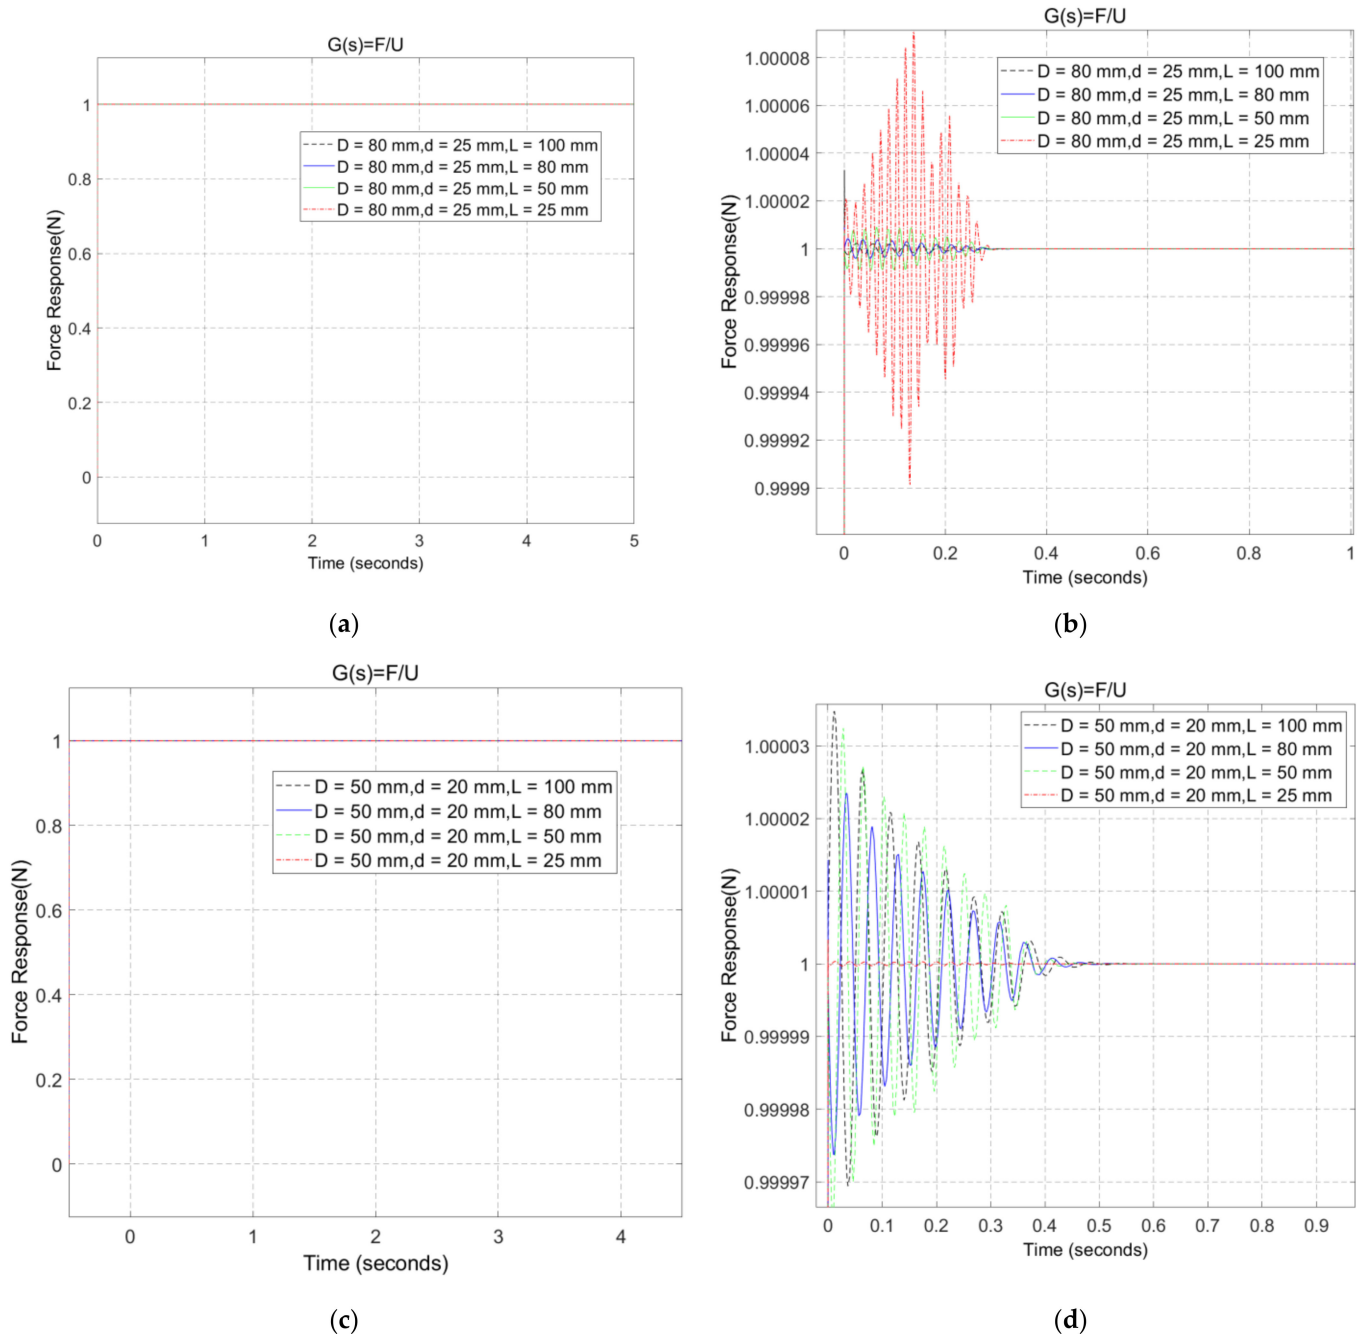 G(s)=F/U
Force Response(N)
1
0.8
0.6
0.4
0.2
0
D = 80 mm,d = 25 mm,L = 100 mm
D = 80 mm,d = 25 mm,L = 80 mm
D = 80 mm,d = 25 mm,L = 50 mm
D = 80 mm,d = 25 mm,L = 25 mm
0 1 2 3 4 5
Time (seconds)
(a)
G(s)=F/U
Force Response(N)
1.00008
1.00006
1.00004
1.00002
1
0.99998
0.99996
0.99994
0.99992
0.9999
D = 80 mm,d = 25 mm,L = 100 mm
D = 80 mm,d = 25 mm,L = 80 mm
D = 80 mm,d = 25 mm,L = 50 mm
D = 80 mm,d = 25 mm,L = 25 mm
0 0.2 0.4 0.6 0.8 1
Time (seconds)
(b)
G(s)=F/U
Force Response(N)
1
0.8
0.6
0.4
0.2
0
D = 50 mm,d = 20 mm,L = 100 mm
D = 50 mm,d = 20 mm,L = 80 mm
D = 50 mm,d = 20 mm,L = 50 mm
D = 50 mm,d = 20 mm,L = 25 mm
0 1 2 3 4
Time (seconds)
(c)
G(s)=F/U
Force Response(N)
1.00003
1.00002
1.00001
1
0.99999
0.99998
0.99997
D = 50 mm,d = 20 mm,L = 100 mm
D = 50 mm,d = 20 mm,L = 80 mm
D = 50 mm,d = 20 mm,L = 50 mm
D = 50 mm,d = 20 mm,L = 25 mm
0 0.1 0.2 0.3 0.4 0.5 0.6 0.7 0.8 0.9
Time (seconds)
(d)